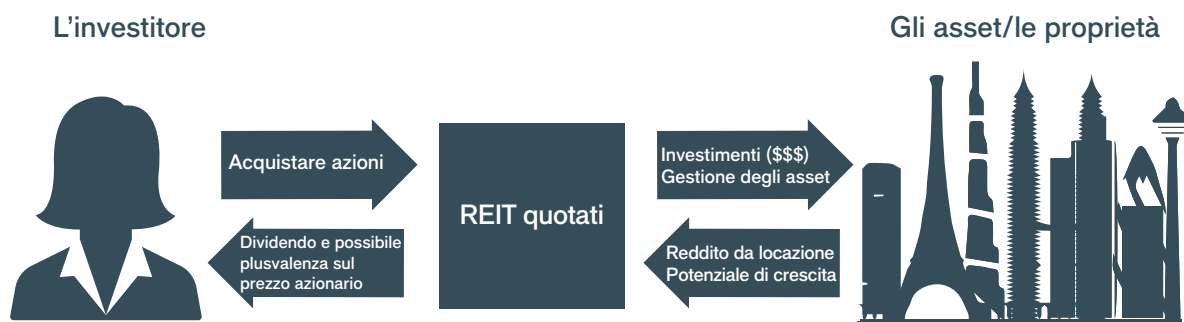 L'investitore
Gli asset/le proprietà
Acquistare azioni
Dividendo e possibile
plusvalenza sul
prezzo azionario
REIT quotati
Investimenti ($$$)
Gestione degli asset
Reddito da locazione
Potenziale di crescita